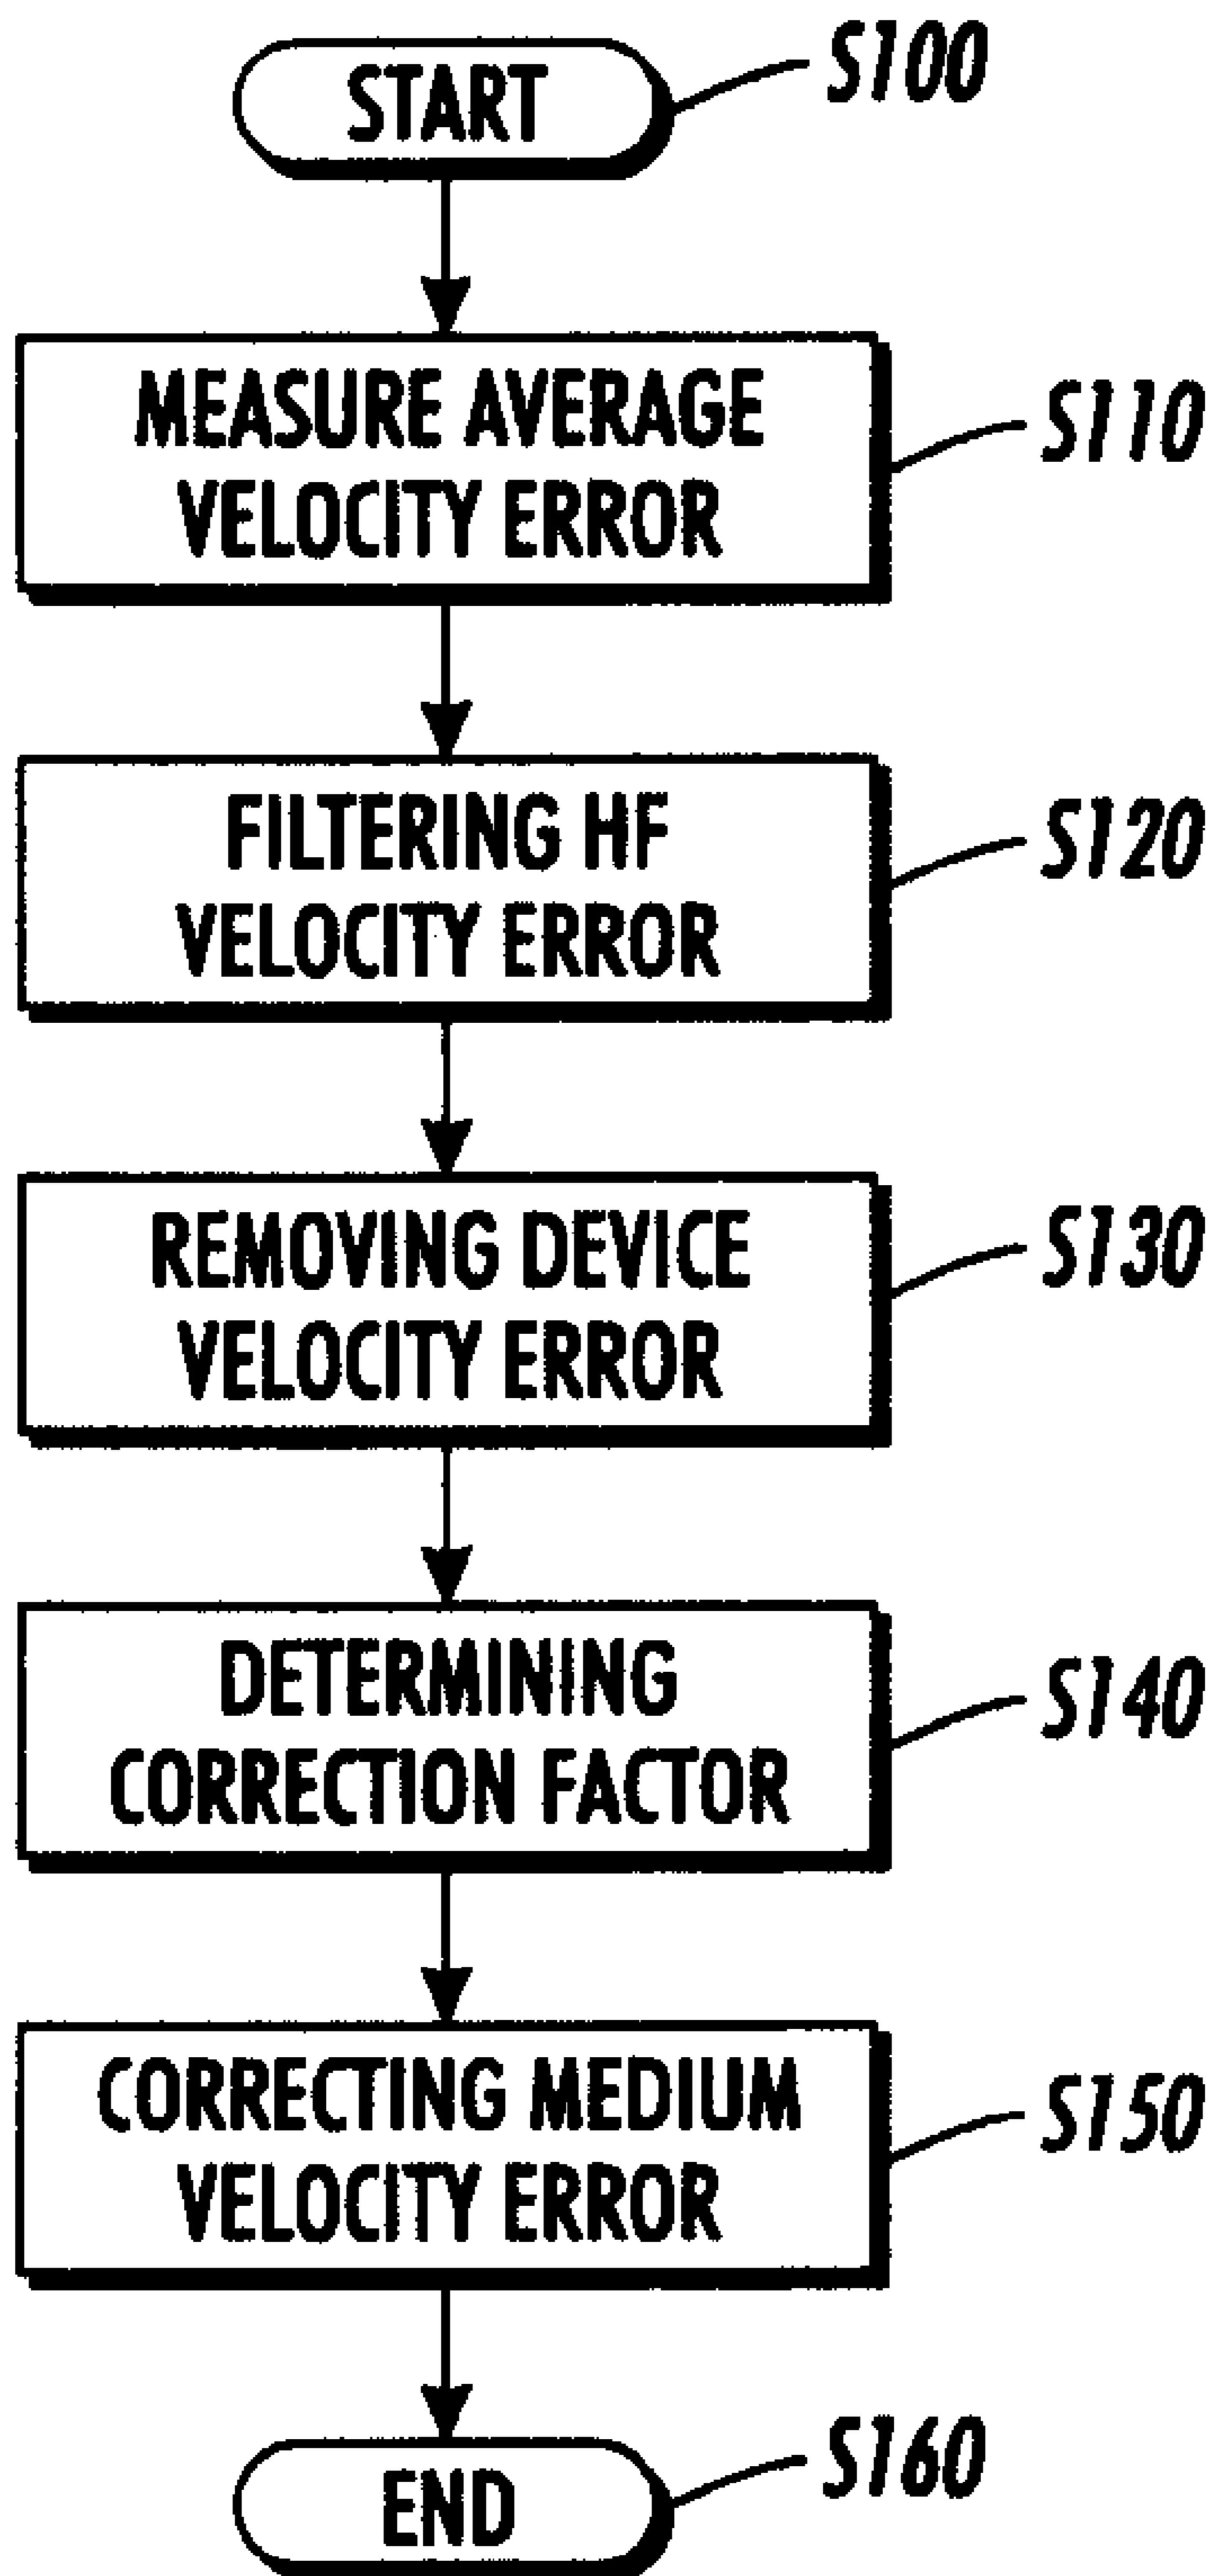 START
S100
MEASURE AVERAGE
VELOCITY ERROR
S110
FILTERING HF
VELOCITY ERROR
S120
REMOVING DEVICE
VELOCITY ERROR
S130
DETERMINING
CORRECTION FACTOR
S140
CORRECTING MEDIUM
VELOCITY ERROR
S150
END
S160